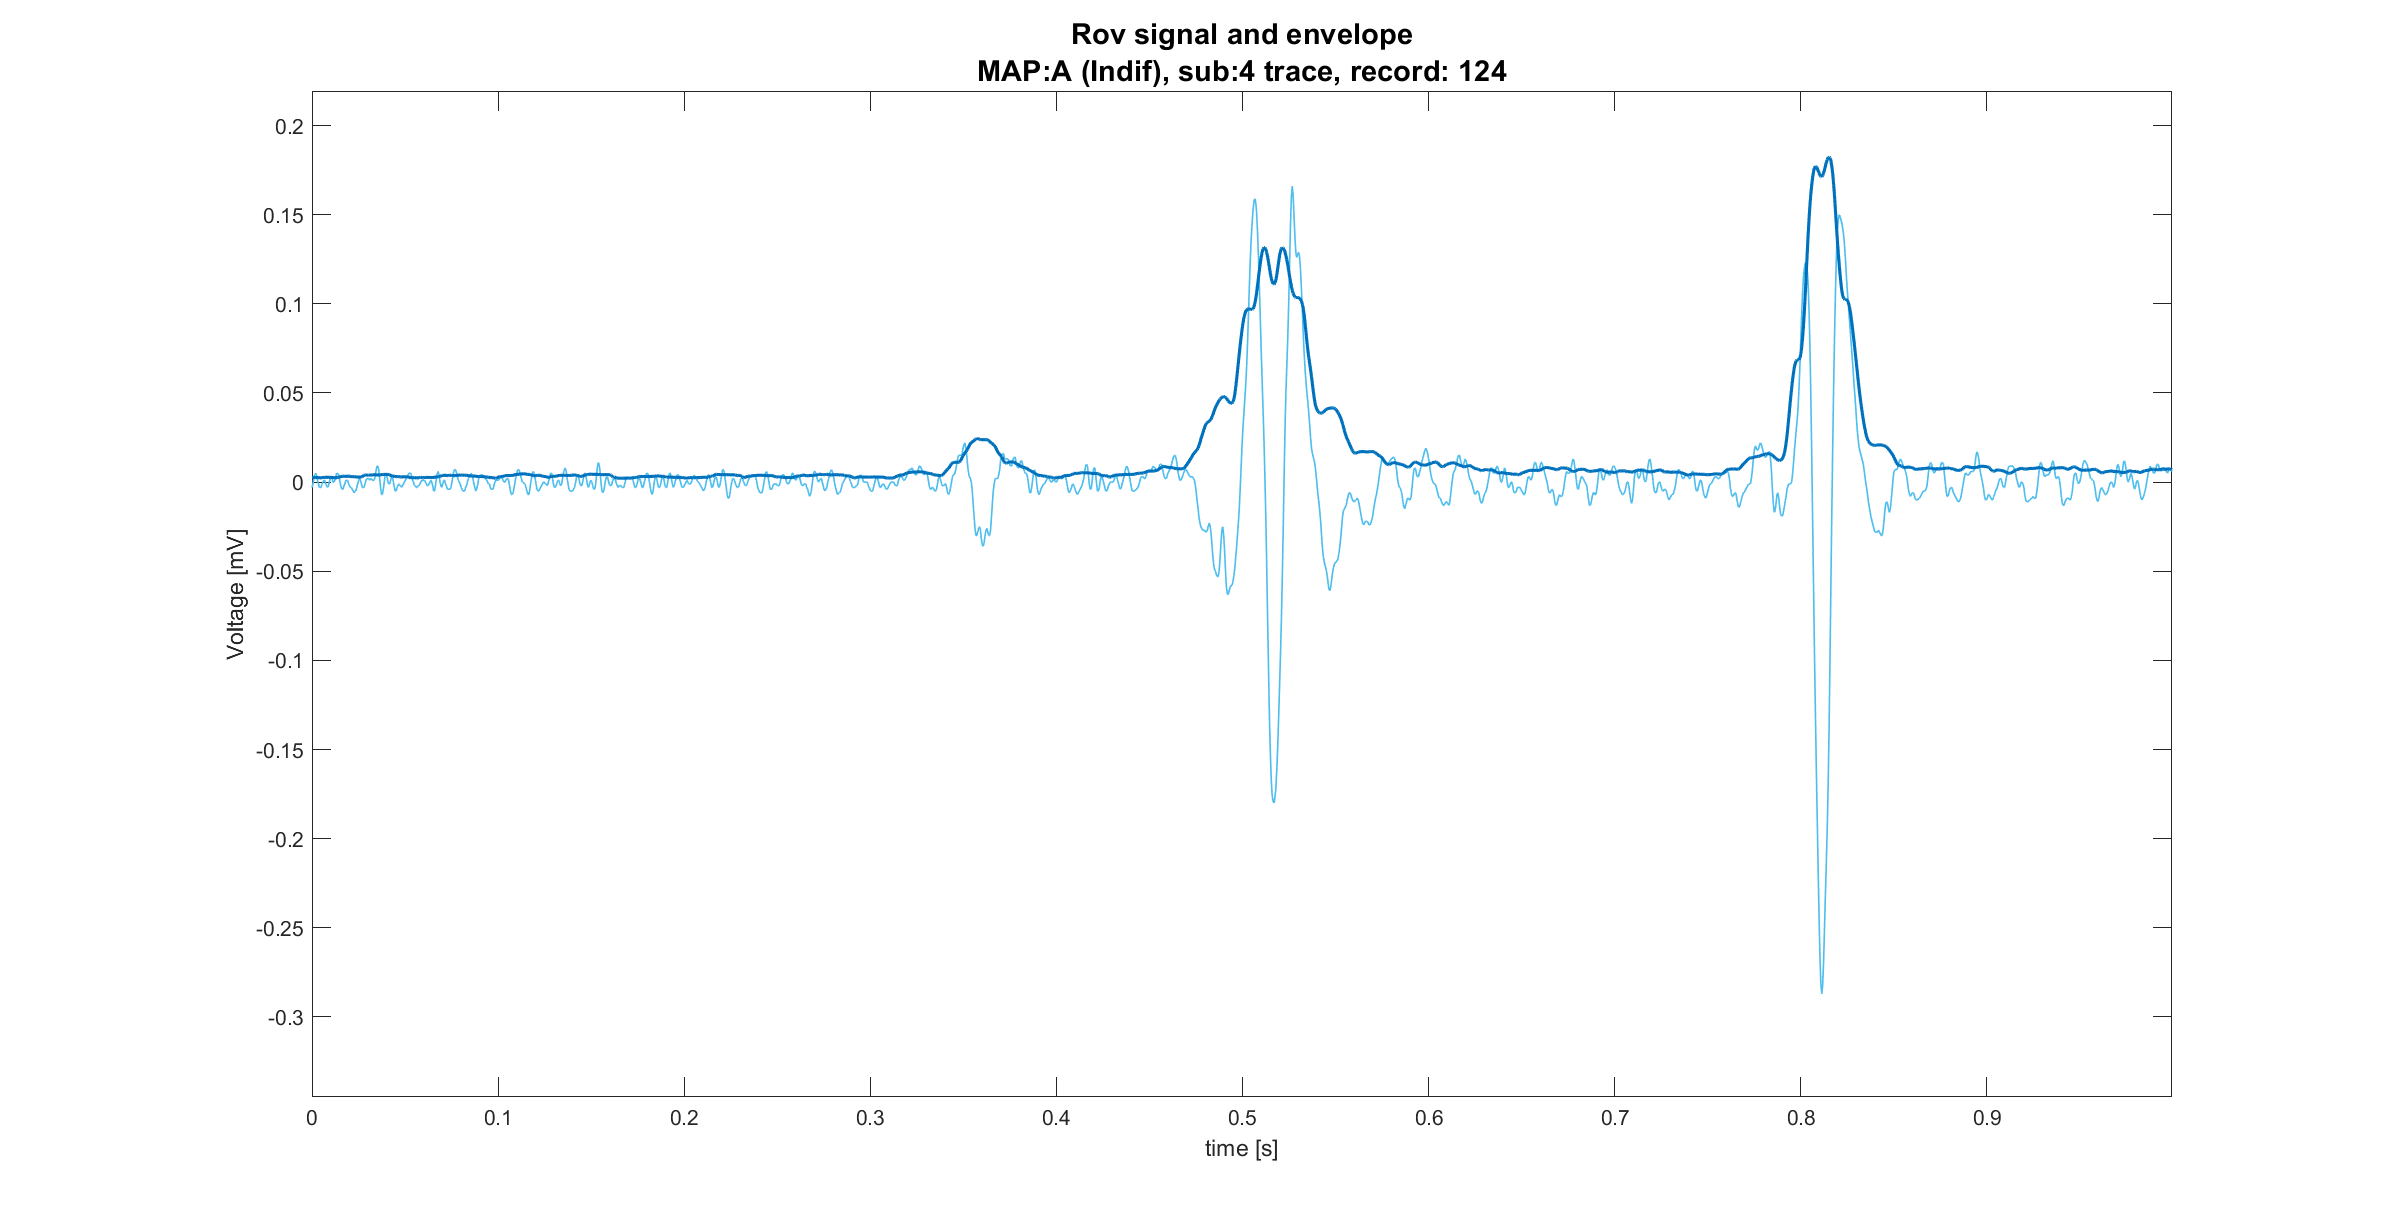 Rov signal and envelope
MAP:A (Indif), sub:4 trace, record: 124
0.2
0.15
0.1
0.05
0
-0.05
-0.1
-0.15
-0.2
-0.25
-0.3
Voltage [mV]
0 0.1 0.2 0.3 0.4 0.5 0.6 0.7 0.8 0.9
time [s]